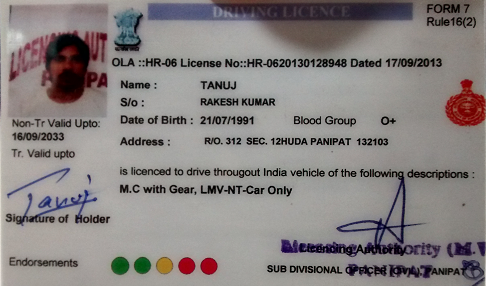 DRIVING LICENCE
FORM 7
Rule16(2)
OLA ::HR-06 License No::HR-0620130128948 Dated 17/09/2013
Name : TANUJ
S/o : RAKESH KUMAR
Date of Birth : 21/07/1991 Blood Group O+
Address : R/O. 312 SEC. 12HUDA PANIPAT 132103
Non-Tr Valid Upto:
16/09/2033
Tr. Valid upto
is licenced to drive througout India vehicle of the following descriptions :
M.C with Gear, LMV-NT-Car Only
Tanuj
Signature of Holder
Licensing Authority
Licensing Authority (M.V
PANIPAT
Endorsements
SUB DIVISIONAL OFFICER (CIVIL), PANIPAT